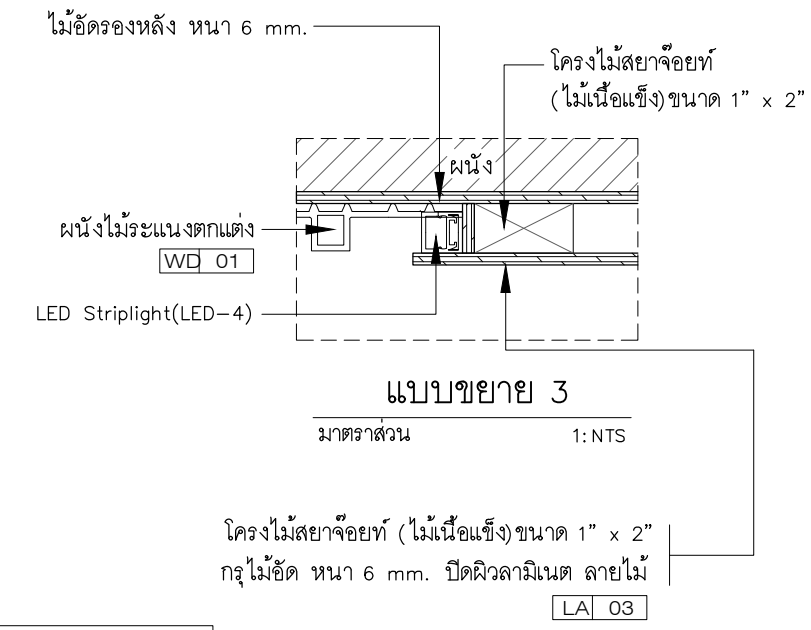 ไม้อัดรองหลัง หนา 6 mm.
โครงไม้สยาจ๊อยท์
(ไม้เนื้อแข็ง)ขนาด 1" x 2"
ผนัง
ผนังไม้ระแนงตกแต่ง
WD 01
LED Striplight(LED-4)
แบบขยาย 3
มาตราส่วน 1:NTS
โครงไม้สยาจ๊อยท์ (ไม้เนื้อแข็ง)ขนาด 1" x 2"
กรุไม้อัด หนา 6 mm. ปิดผิวลามิเนต ลายไม้
LA 03